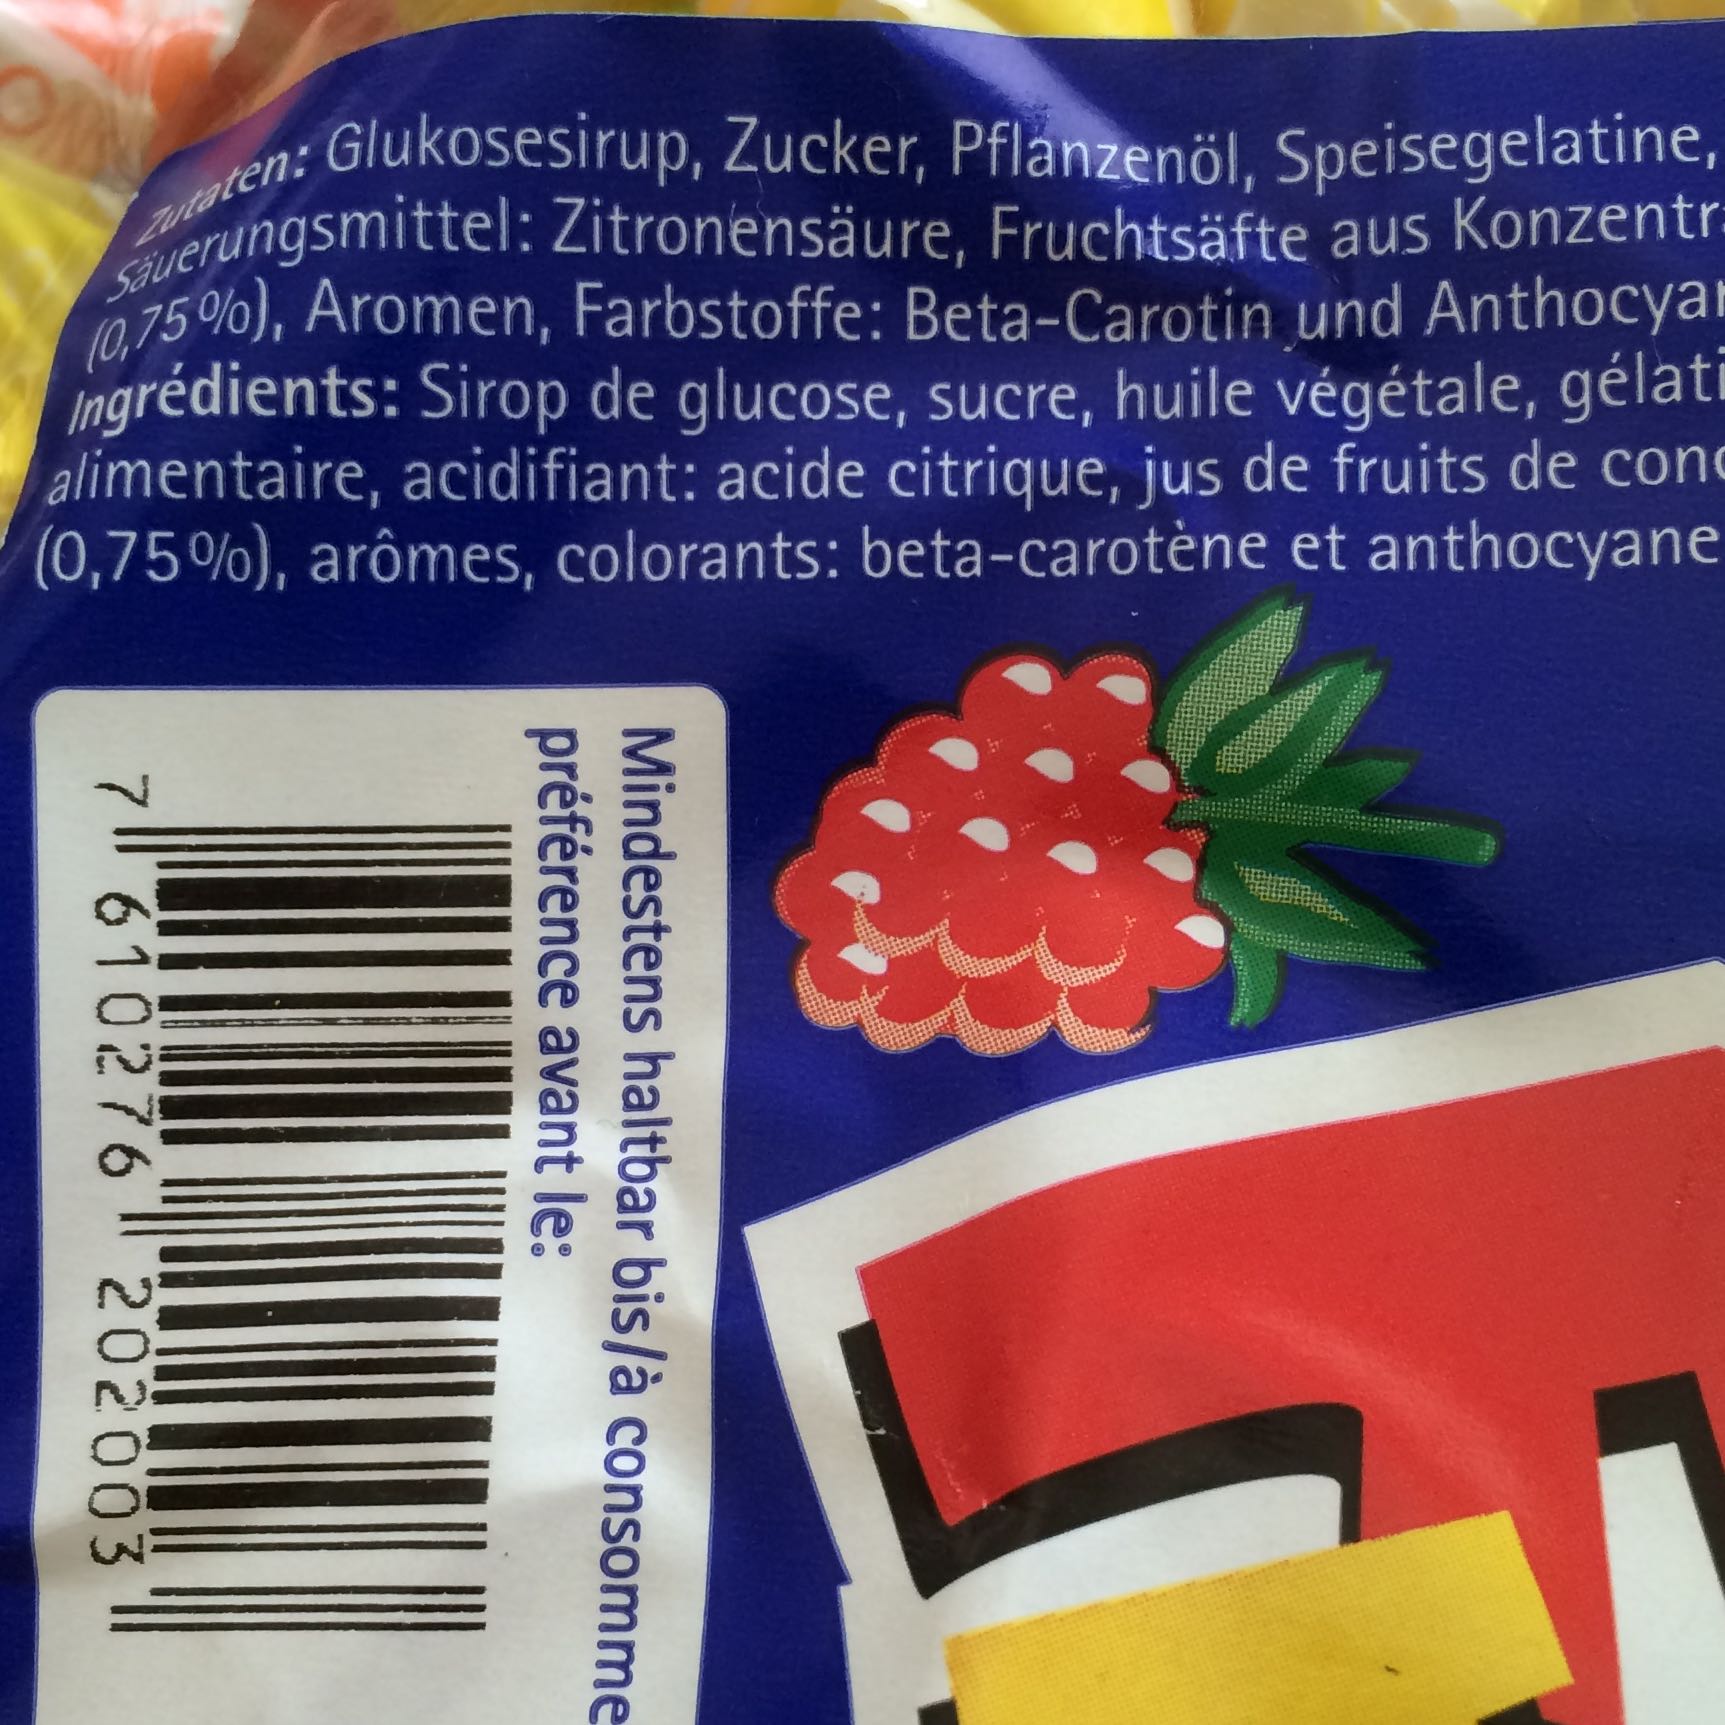 Zutaten: Glukosesirup, Zucker, Pflanzenöl, Speisegelatine,
Säuerungsmittel: Zitronensäure, Fruchtsäfte aus Konzentr
(0,75%), Aromen, Farbstoffe: Beta-Carotin und Anthocya
Ingrédients: Sirop de glucose, sucre, huile végétale, gélati
alimentaire, acidifiant: acide citrique, jus de fruits de conc
(0,75%), arômes, colorants: beta-carotène et anthocyane
Mindestens haltbar bis/à consomme
préférence avant le:
7 610276 202003